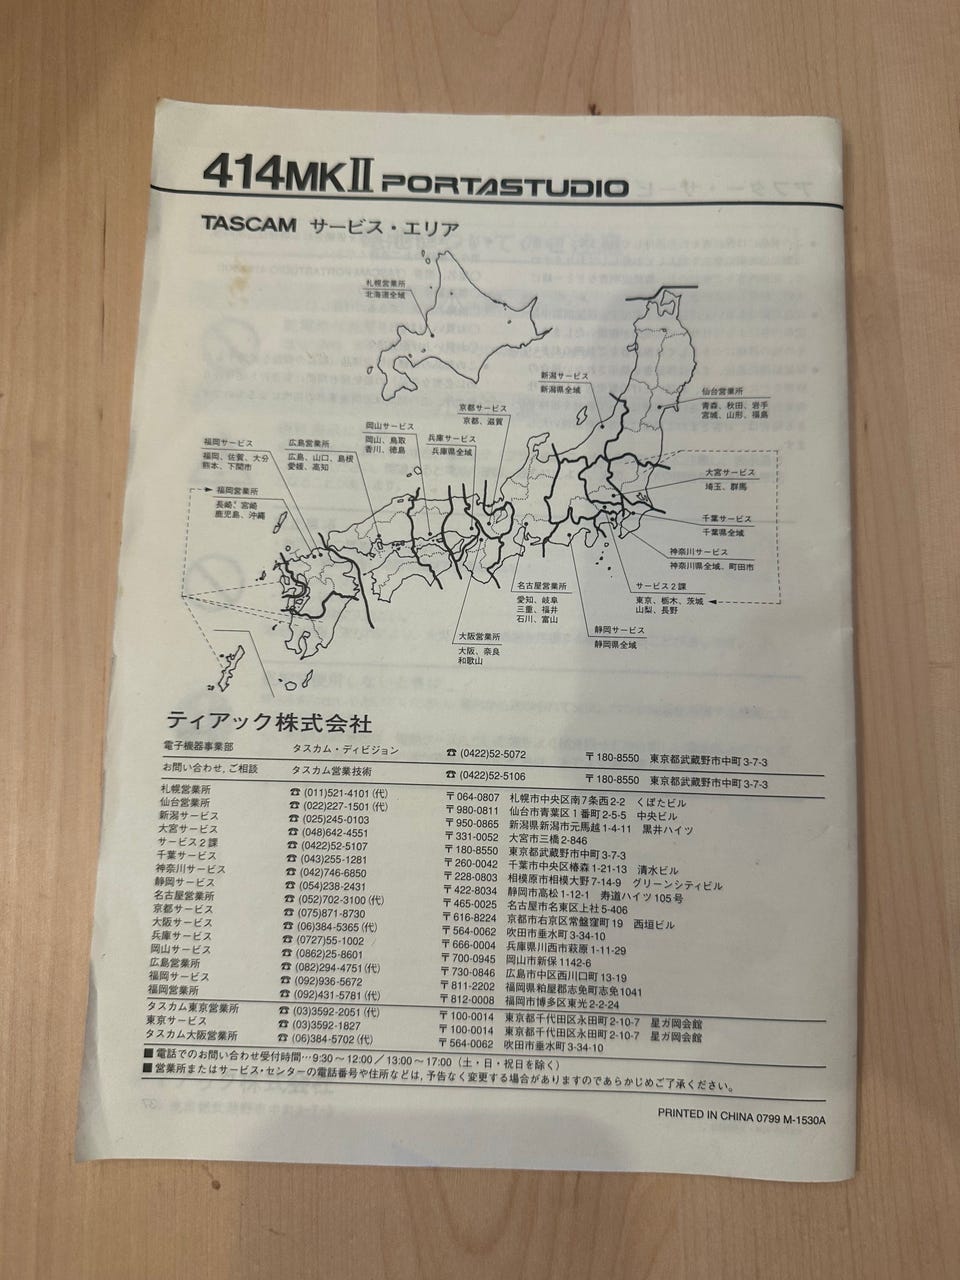 414MKⅡ PORTASTUDIO
TASCAM サービス・エリア
札幌営業所
北海道全域
新潟サービス
新潟県全域
仙台営業所
青森、秋田、岩手
宮城、山形、福島
京都サービス
京都、滋賀
岡山サービス
岡山、鳥取
香川、徳島
兵庫サービス
兵庫県全域
福岡サービス
福岡、佐賀、大分
熊本、下関市
広島営業所
広島、山口、島根
愛媛、高知
福岡営業所
長崎、宮崎
鹿児島、沖縄
大宮サービス
埼玉、群馬
千葉サービス
千葉県全域
神奈川サービス
神奈川県全域、町田市
名古屋営業所
愛知、岐阜
三重、福井
石川、富山
サービス2課
東京、栃木、茨城
山梨、長野
静岡サービス
静岡県全域
大阪営業所
大阪、奈良
和歌山
ティアック株式会社
電子機器事業部 タスカム・ディビジョン ☎ (0422)52-5072 〒180-8550 東京都武蔵野市中町3-7-3
お問い合わせ, ご相談 タスカム営業技術 ☎ (0422)52-5106 〒180-8550 東京都武蔵野市中町3-7-3
札幌営業所 ☎ (011)521-4101 (代) 〒064-0807 札幌市中央区南7条西2-2 くぼたビル
仙台営業所 ☎ (022)227-1501 (代) 〒980-0811 仙台市青葉区1番町2-5-5 中央ビル
新潟サービス ☎ (025)245-0103 〒950-0865 新潟県新潟市元馬越1-4-11 黒井ハイツ
大宮サービス ☎ (048)642-4551 〒331-0052 大宮市三橋2-846
サービス2課 ☎ (0422)52-5107 〒180-8550 東京都武蔵野市中町3-7-3
千葉サービス ☎ (043)255-1281 〒260-0042 千葉市中央区椿森1-21-13 清水ビル
神奈川サービス ☎ (042)746-6850 〒228-0803 相模原市相模大野7-14-9 グリーンシティビル
静岡サービス ☎ (054)238-2431 〒422-8034 静岡市高松1-12-1 寿道ハイツ105号
名古屋営業所 ☎ (052)702-3100 (代) 〒465-0025 名古屋市名東区上社5-406
京都サービス ☎ (075)871-8730 〒616-8224 京都市右京区常盤窪町19 西垣ビル
大阪サービス ☎ (06)384-5365 (代) 〒564-0062 吹田市垂水町3-34-10
兵庫サービス ☎ (0727)55-1002 〒666-0004 兵庫県川西市萩原1-11-29
岡山サービス ☎ (0862)25-8601 〒700-0945 岡山市新保1142-6
広島営業所 ☎ (082)294-4751 (代) 〒730-0846 広島市中区西川口町13-19
福岡サービス ☎ (092)936-5672 〒811-2202 福岡県粕屋郡志免町志免1041
福岡営業所 ☎ (092)431-5781 (代) 〒812-0008 福岡市博多区東光2-2-24
タスカム東京営業所 ☎ (03)3592-2051 (代) 〒100-0014 東京都千代田区永田町2-10-7 星ガ岡会館
東京サービス ☎ (03)3592-1827 〒100-0014 東京都千代田区永田町2-10-7 星ガ岡会館
タスカム大阪営業所 ☎ (06)384-5702 (代) 〒564-0062 吹田市垂水町3-34-10
■ 電話でのお問い合わせ受付時間…9:30～12:00／13:00～17:00（土・日・祝日を除く）
■ 営業所またはサービス・センターの電話番号や住所などは, 予告なく変更する場合がありますのであらかじめご了承ください。
PRINTED IN CHINA 0799 M-1530A